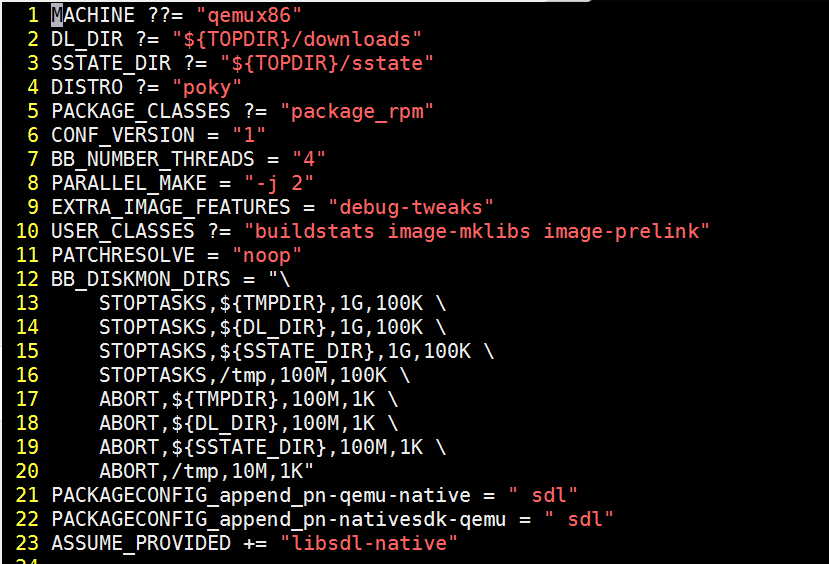 1 MACHINE ??= "qemux86"
2 DL_DIR ?= "${TOPDIR}/downloads"
3 SSTATE_DIR ?= "${TOPDIR}/sstate"
4 DISTRO ?= "poky"
5 PACKAGE_CLASSES ?= "package_rpm"
6 CONF_VERSION = "1"
7 BB_NUMBER_THREADS = "4"
8 PARALLEL_MAKE = "-j 2"
9 EXTRA_IMAGE_FEATURES = "debug-tweaks"
10 USER_CLASSES ?= "buildstats image-mklibs image-prelink"
11 PATCHRESOLVE = "noop"
12 BB_DISKMON_DIRS = "\
13     STOPTASKS,${TMPDIR},1G,100K \
14     STOPTASKS,${DL_DIR},1G,100K \
15     STOPTASKS,${SSTATE_DIR},1G,100K \
16     STOPTASKS,/tmp,100M,100K \
17     ABORT,${TMPDIR},100M,1K \
18     ABORT,${DL_DIR},100M,1K \
19     ABORT,${SSTATE_DIR},100M,1K \
20     ABORT,/tmp,10M,1K"
21 PACKAGECONFIG_append_pn-qemu-native = " sdl"
22 PACKAGECONFIG_append_pn-nativesdk-qemu = " sdl"
23 ASSUME_PROVIDED += "libsdl-native"